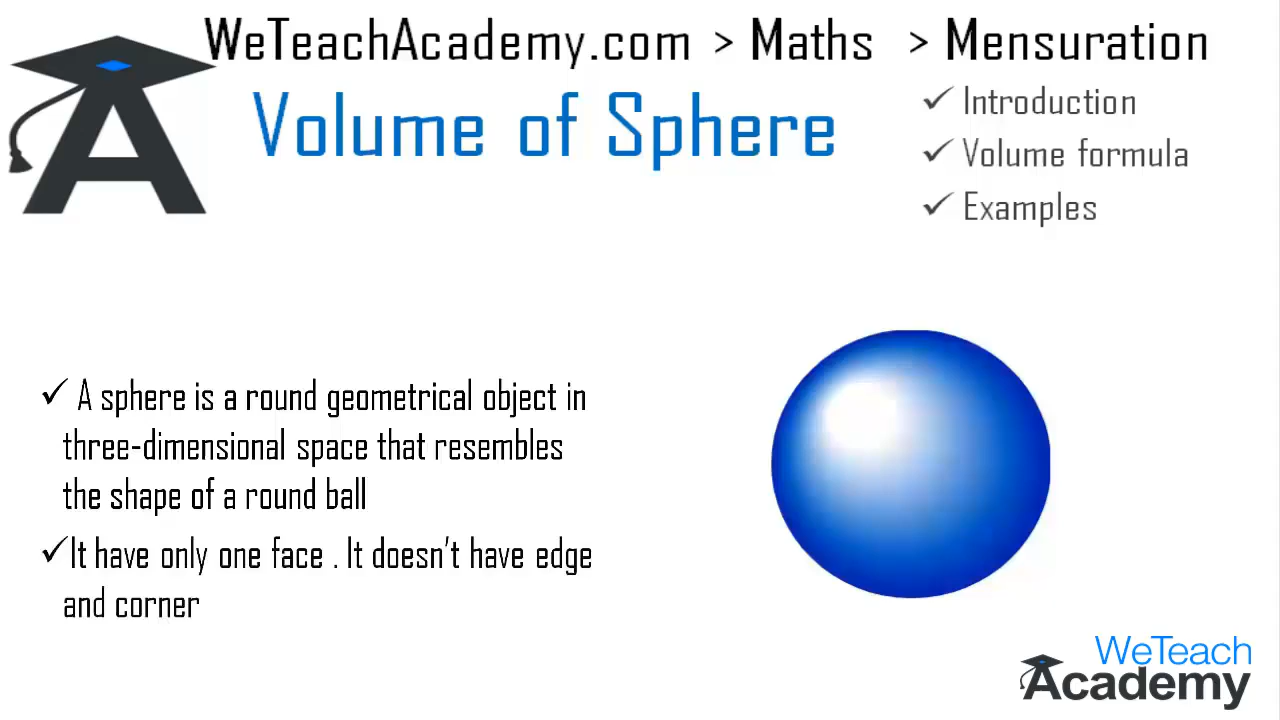 WeTeachAcademy.com > Maths > Mensuration
Volume of Sphere
✓ Introduction
✓ Volume formula
✓ Examples
✓ A sphere is a round geometrical object in
three-dimensional space that resembles
the shape of a round ball
✓It have only one face . It doesn't have edge
and corner
WeTeach
Academy